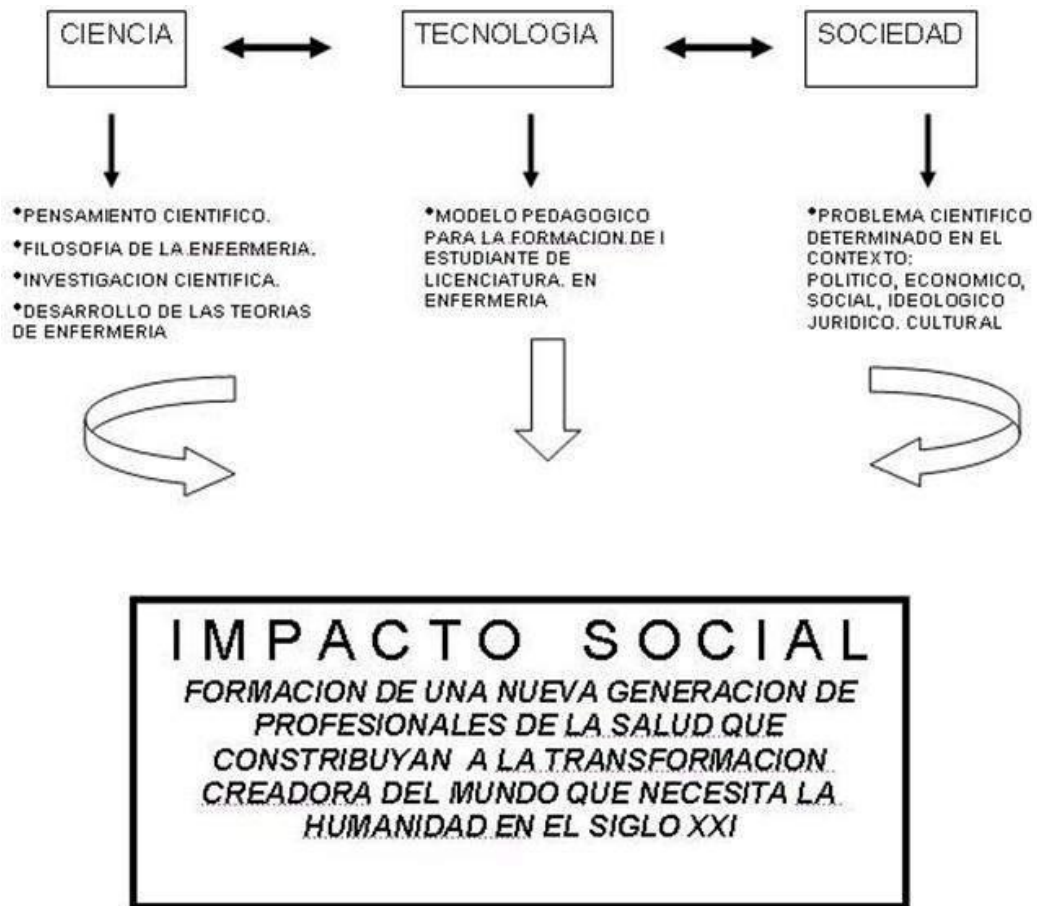 CIENCIA
TECNOLOGIA
SOCIEDAD
*PENSAMIENTO CIENTIFICO.
*FILOSOFIA DE LA ENFERMERIA.
*INVESTIGACION CIENTIFICA.
*DESARROLLO DE LAS TEORIAS
DE ENFERMERIA
*MODELO PEDAGOGICO
PARA LA FORMACION.DE l
ESTUDIANTE DE
LICENCIATURA. EN
ENFERMERIA
*PROBLEMA CIENTIFICO
DETERMINADO EN EL
CONTEXTO:
POLITICO, ECONOMICO,
SOCIAL, IDEOLOGICO
JURIDICO. CULTURAL
IMPACTO SOCIAL
FORMACION DE UNA NUEVA GENERACION DE
PROFESIONALES DE LA SALUD QUE
CONSTRIBUYAN A LA TRANSFORMACION
CREADORA DEL MUNDO QUE NECESITA LA
HUMANIDAD EN EL SIGLO XXI